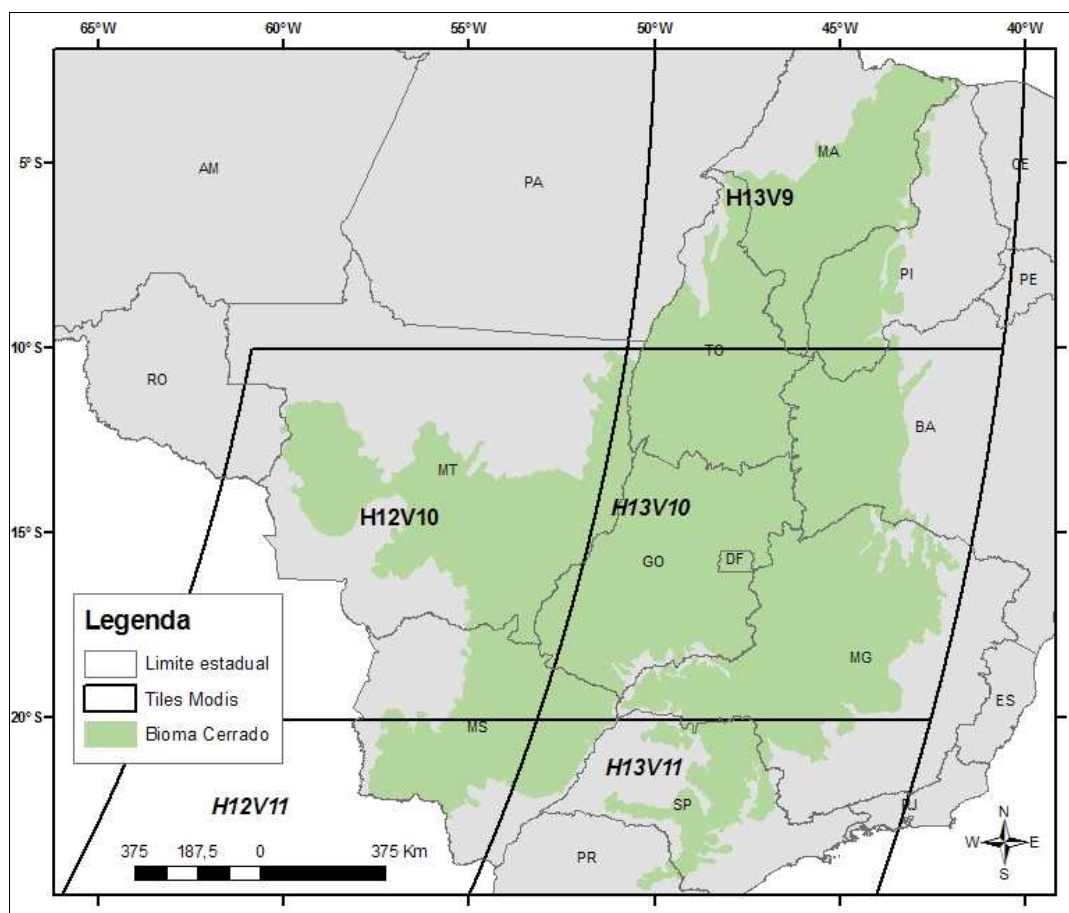 65°W 60°W 55°W 50°W 45°W 40°W
5°S
10°S
15°S
20°S
AM
PA
MA
CE
H13V9
PI
PE
RO
TO
BA
MT
H12V10
H13V10
GO
DF
MG
ES
MS
H13V11
SP
RJ
PR
H12V11
Legenda
Limite estadual
Tiles Modis
Bioma Cerrado
375 187,5 0 375 Km
N
W E
S